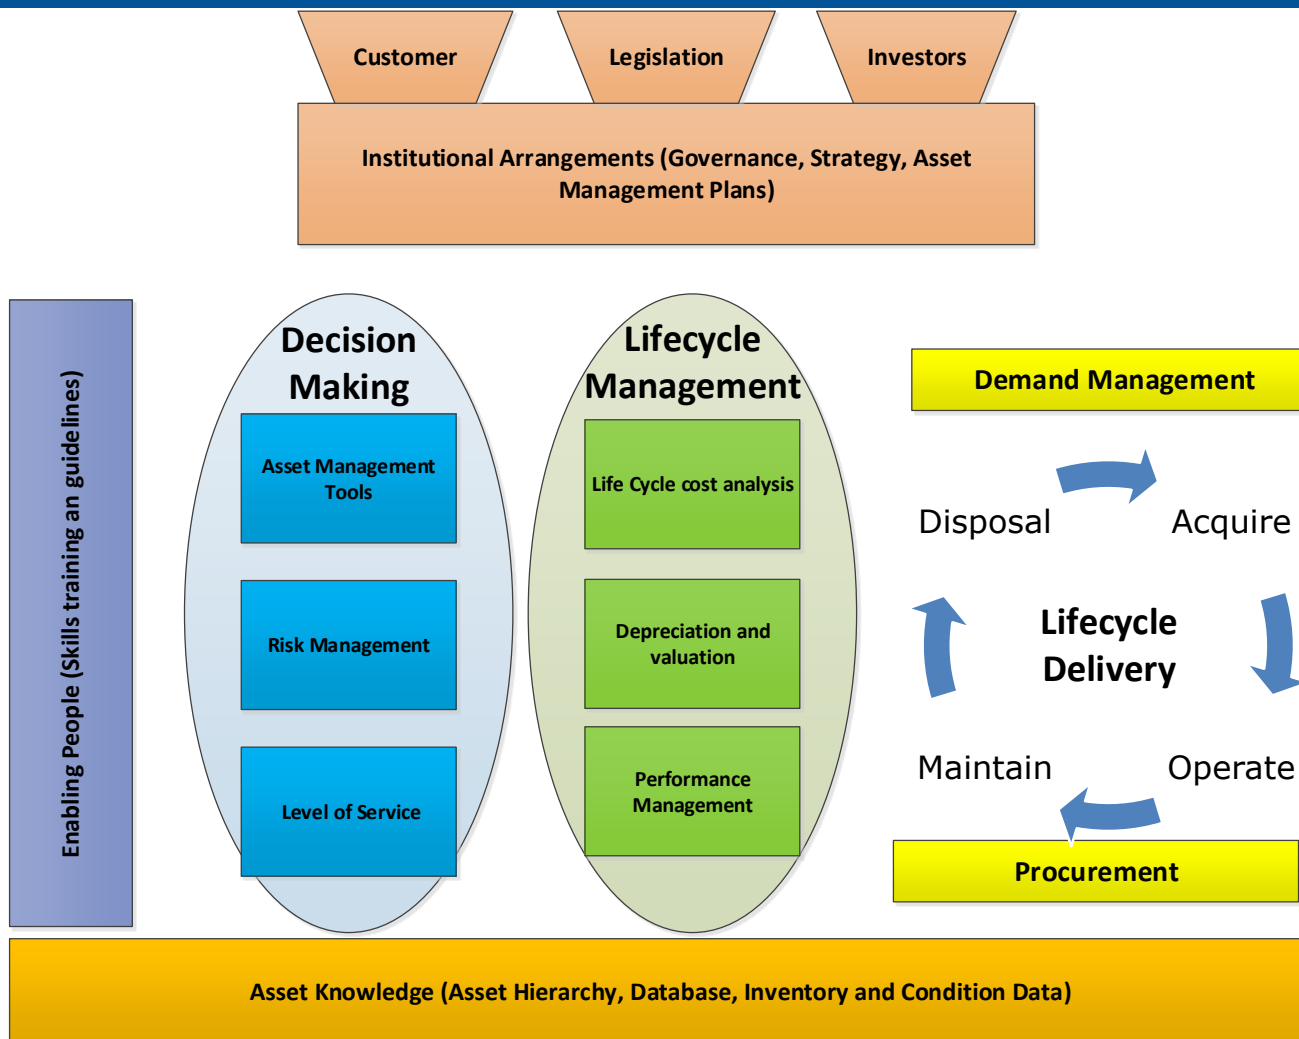 Customer
Legislation
Investors
Institutional Arrangements (Governance, Strategy, Asset
Management Plans)
Enabling People (Skills training an guidelines)
Decision
Making
Asset Management
Tools
Risk Management
Level of Service
Lifecycle
Management
Life Cycle cost analysis
Depreciation and
valuation
Performance
Management
Demand Management
Disposal
Acquire
Lifecycle
Delivery
Maintain
Operate
Procurement
Asset Knowledge (Asset Hierarchy, Database, Inventory and Condition Data)